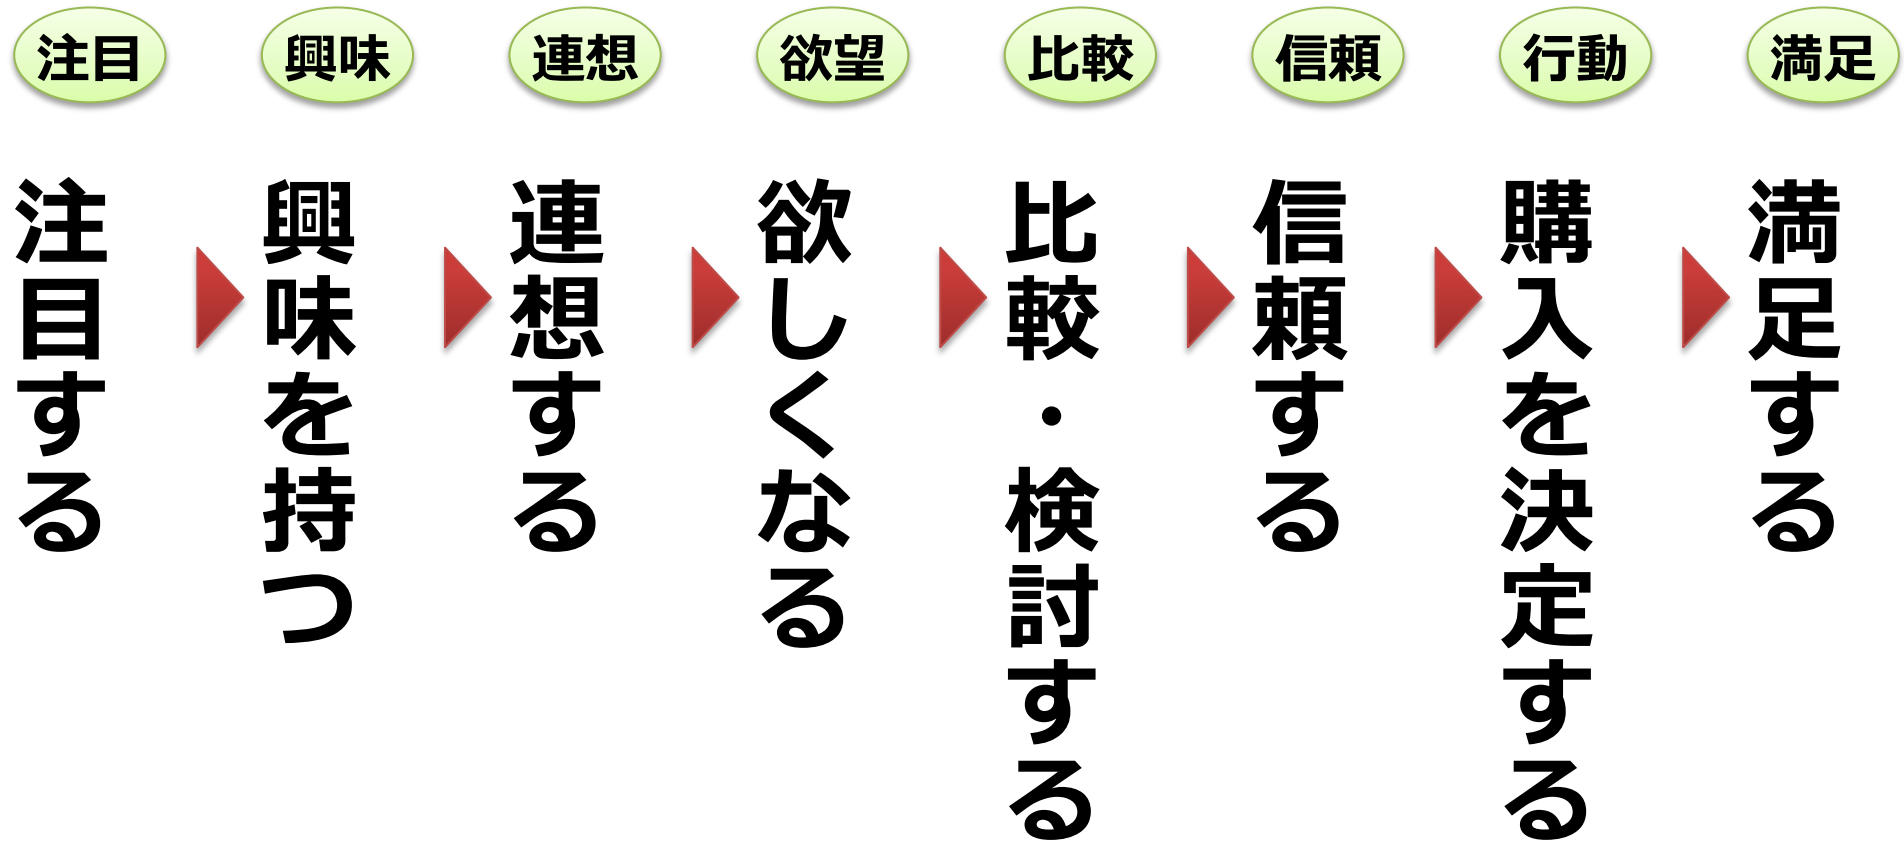 注目
興味
連想
欲望
比較
信頼
行動
満足
注目する
興味を持つ
連想する
欲しくなる
比較・検討する
信頼する
購入を決定する
満足する